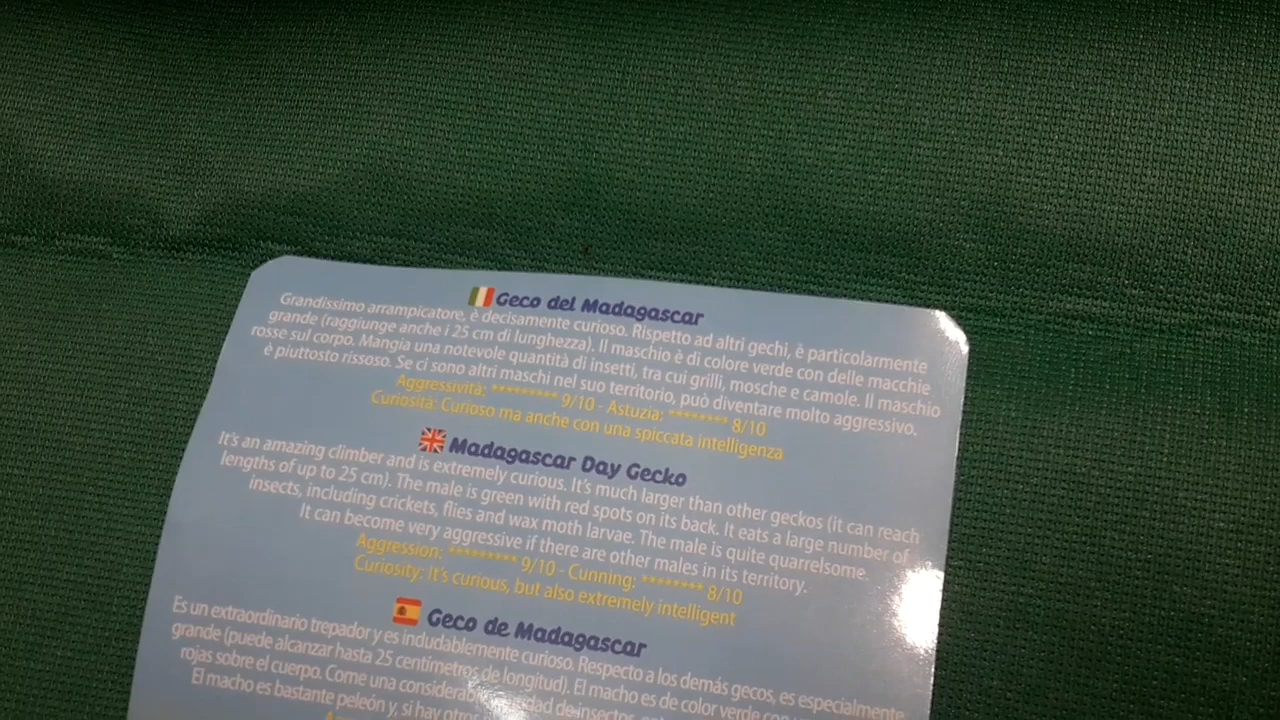 Geco del Madagascar
Grandissimo arrampicatore, è decisamente curioso. Rispetto ad altri gechi, è particolarmente
grande (raggiunge anche i 25 cm di lunghezza). Il maschio è di colore verde con delle macchie
rosse sul corpo. Mangia una notevole quantità di insetti, tra cui grilli, mosche e camole. Il maschio
è piuttosto rissoso. Se ci sono altri maschi nel suo territorio, può diventare molto aggressivo.
Aggressività: ********* 9/10 - Astuzia: ******** 8/10
Curiosità: Curioso ma anche con una spiccata intelligenza
Madagascar Day Gecko
It's an amazing climber and is extremely curious. It's much larger than other geckos (it can reach
lengths of up to 25 cm). The male is green with red spots on its back. It eats a large number of
insects, including crickets, flies and wax moth larvae. The male is quite quarrelsome.
It can become very aggressive if there are other males in its territory.
Aggression: ********* 9/10 - Cunning: ******** 8/10
Curiosity: It's curious, but also extremely intelligent
Geco de Madagascar
Es un extraordinario trepador y es indudablemente curioso. Respecto a los demás gecos, es especialmente
grande (puede alcanzar hasta 25 centímetros de longitud). El macho es de color verde con
rojas sobre el cuerpo. Come una considerable de insectos,
El macho es bastante peleón y, si hay otros